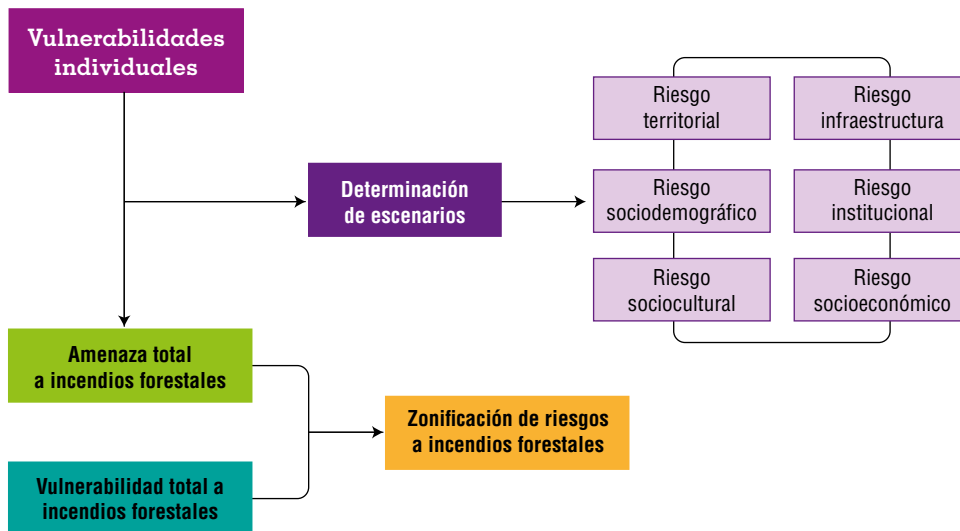 Vulnerabilidades
individuales
Riesgo
territorial
Riesgo
infraestructura
Determinación
de escenarios
Riesgo
sociodemográfico
Riesgo
institucional
Riesgo
sociocultural
Riesgo
socioeconómico
Amenaza total
a incendios forestales
Zonificación de riesgos
a incendios forestales
Vulnerabilidad total a
incendios forestales